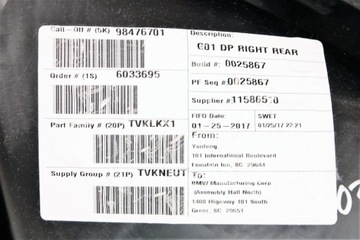 Call-Off # (5K) 98476701
Order # (1S) 6033695
Part Family # (20P) TVKLKX1
Supply Group # (21P) TVKNEUT
Description:
G01 DP RIGHT REAR
Build #: 0025867
PF Seq #0025867
Supplier #11586510
FIFO Date: SWET
01-25-2017 01/25/17 22.21
From:
Yanfeng
101 International Boulevard
Fountain Inn, SC 29644
To:
BMW Manufacturing Corp
(Assembly Hall North)
1400 Highway 101 South
Greer, SC 29651